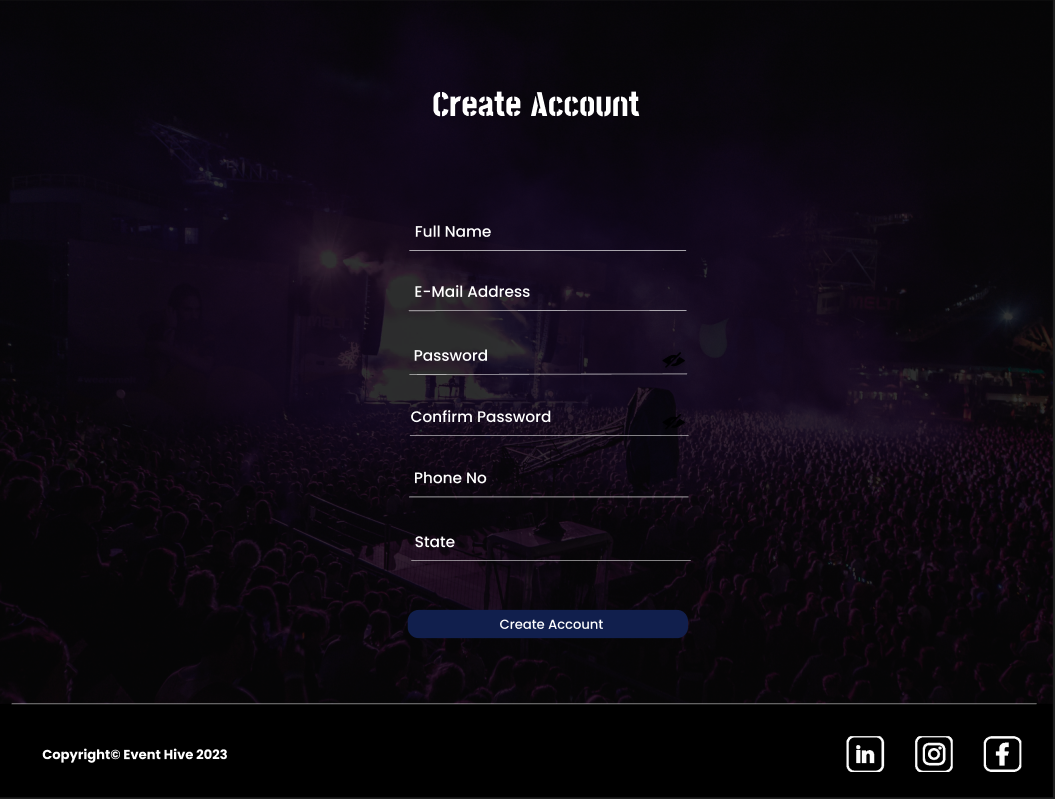 Create Account
Full Name
E-Mail Address
Password
Confirm Password
Phone No
State
Create Account
Copyright© Event Hive 2023
in
f